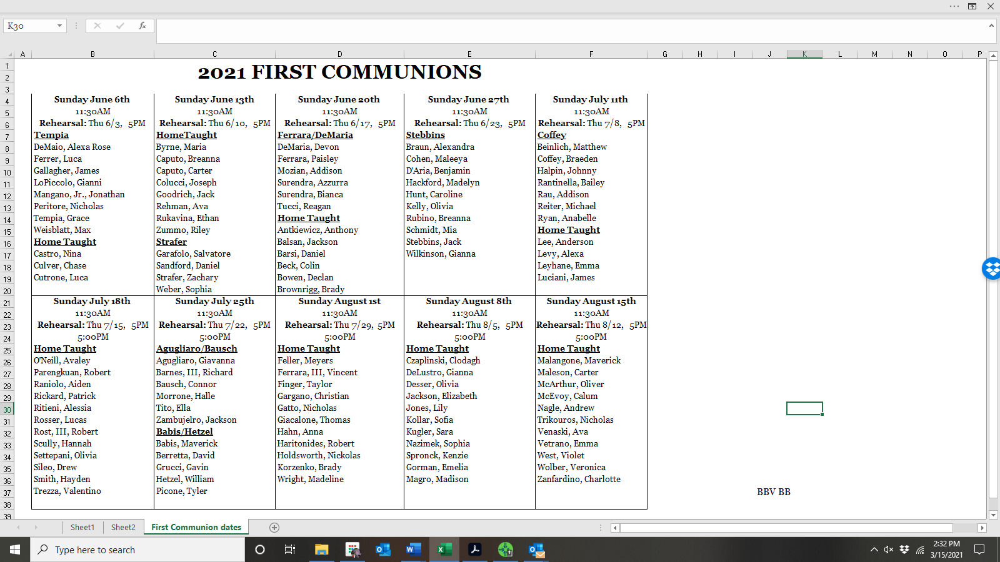 K30
fx
A B C D E F G H I J K L M N O P
1
2
3
4
5
6
7
8
9
10
11
12
13
14
15
16
17
18
19
20
21
22
23
24
25
26
27
28
29
30
31
32
33
34
35
36
37
38
39
2021 FIRST COMMUNIONS
Sunday June 6th
11:30AM
Rehearsal: Thu 6/3, 5PM
Tempia
DeMaio, Alexa Rose
Ferrer, Luca
Gallagher, James
LoPiccolo, Gianni
Mangano, Jr., Jonathan
Peritore, Nicholas
Tempia, Grace
Weisblatt, Max
Home Taught
Castro, Nina
Culver, Chase
Cutrone, Luca
Sunday June 13th
11:30AM
Rehearsal: Thu 6/10, 5PM
HomeTaught
Byrne, Maria
Caputo, Breanna
Caputo, Carter
Colucci, Joseph
Goodrich, Jack
Rehman, Ava
Rukavina, Ethan
Zummo, Riley
Strafer
Garafolo, Salvatore
Sandford, Daniel
Strafer, Zachary
Weber, Sophia
Sunday June 20th
11:30AM
Rehearsal: Thu 6/17, 5PM
Ferrara/DeMaria
DeMaria, Devon
Ferrara, Paisley
Mozian, Addison
Surendra, Azzurra
Surendra, Bianca
Tucci, Reagan
Home Taught
Antkiewicz, Anthony
Balsan, Jackson
Barsi, Daniel
Beck, Colin
Bowen, Declan
Brownrigg, Brady
Sunday June 27th
11:30AM
Rehearsal: Thu 6/23, 5PM
Stebbins
Braun, Alexandra
Cohen, Maleeya
D'Aria, Benjamin
Hackford, Madelyn
Hunt, Caroline
Kelly, Olivia
Rubino, Breanna
Schmidt, Mia
Stebbins, Jack
Wilkinson, Gianna
Sunday July 11th
11:30AM
Rehearsal: Thu 7/8, 5PM
Coffey
Beinlich, Matthew
Coffey, Braeden
Halpin, Johnny
Rantinella, Bailey
Rau, Addison
Reiter, Michael
Ryan, Anabelle
Home Taught
Lee, Anderson
Levy, Alexa
Leyhane, Emma
Luciani, James
Sunday July 18th
11:30AM
Rehearsal: Thu 7/15, 5PM
5:00PM
Home Taught
O'Neill, Avaley
Parengkuan, Robert
Raniolo, Aiden
Rickard, Patrick
Ritieni, Alessia
Rosser, Lucas
Rost, III, Robert
Scully, Hannah
Settepani, Olivia
Sileo, Drew
Smith, Hayden
Trezza, Valentino
Sunday July 25th
11:30AM
Rehearsal: Thu 7/22, 5PM
5:00PM
Agugliaro/Bausch
Agugliaro, Giavanna
Barnes, III, Richard
Bausch, Connor
Morrone, Halle
Tito, Ella
Zambujelro, Jackson
Babis/Hetzel
Babis, Maverick
Berretta, David
Grucci, Gavin
Hetzel, William
Picone, Tyler
Sunday August 1st
11:30AM
Rehearsal: Thu 7/29, 5PM
5:00PM
Home Taught
Feller, Meyers
Ferrara, III, Vincent
Finger, Taylor
Gargano, Christian
Gatto, Nicholas
Giacalone, Thomas
Hahn, Anna
Haritonides, Robert
Holdsworth, Nickolas
Korzenko, Brady
Wright, Madeline
Sunday August 8th
11:30AM
Rehearsal: Thu 8/5, 5PM
5:00PM
Home Taught
Czaplinski, Clodagh
DeLustro, Gianna
Desser, Olivia
Jackson, Elizabeth
Jones, Lily
Kollar, Sofia
Kugler, Sara
Nazimek, Sophia
Spronck, Kenzie
Gorman, Emelia
Magro, Madison
Sunday August 15th
11:30AM
Rehearsal: Thu 8/12, 5PM
5:00PM
Home Taught
Malangone, Maverick
Maleson, Carter
McArthur, Oliver
McEvoy, Calum
Nagle, Andrew
Trikouros, Nicholas
Venaski, Ava
Vetrano, Emma
West, Violet
Wolber, Veronica
Zanfardino, Charlotte
BBV BB
Sheet1 Sheet2 First Communion dates
Type here to search
2:32 PM
3/15/2021